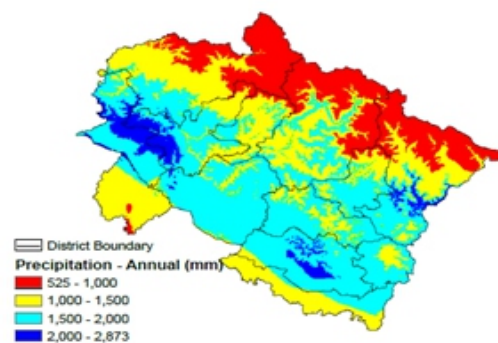 District Boundary
Precipitation - Annual (mm)
525 - 1,000
1,000 - 1,500
1,500 - 2,000
2,000 - 2,873